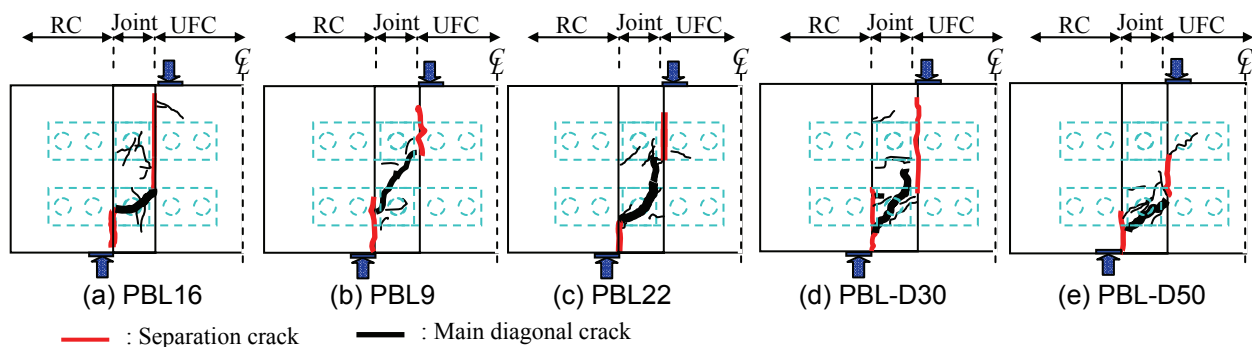 RC Joint UFC
RC Joint UFC
RC Joint UFC
RC Joint UFC
RC Joint UFC
℄ ℄ ℄ ℄ ℄
(a) PBL16
(b) PBL9
(c) PBL22
(d) PBL-D30
(e) PBL-D50
: Separation crack
: Main diagonal crack